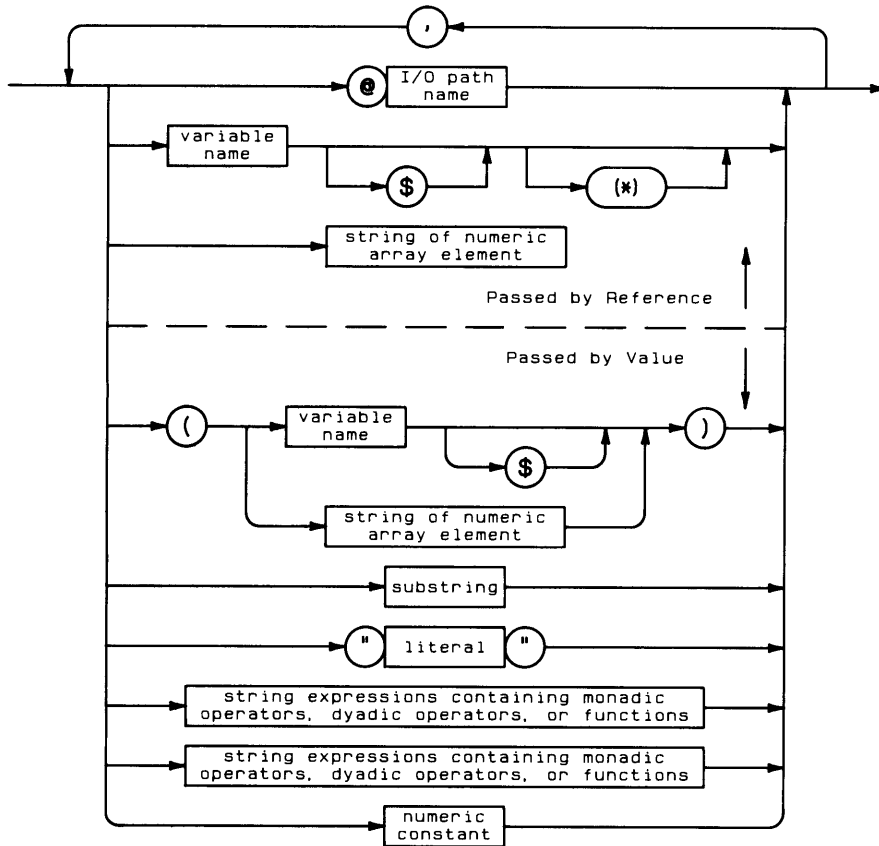 ,
@ I/O path
name
variable
name
$
(*)
string of numeric
array element
Passed by Reference
Passed by Value
(
variable
name
$
)
string of numeric
array element
substring
" literal "
string expressions containing monadic
operators, dyadic operators, or functions
string expressions containing monadic
operators, dyadic operators, or functions
numeric
constant